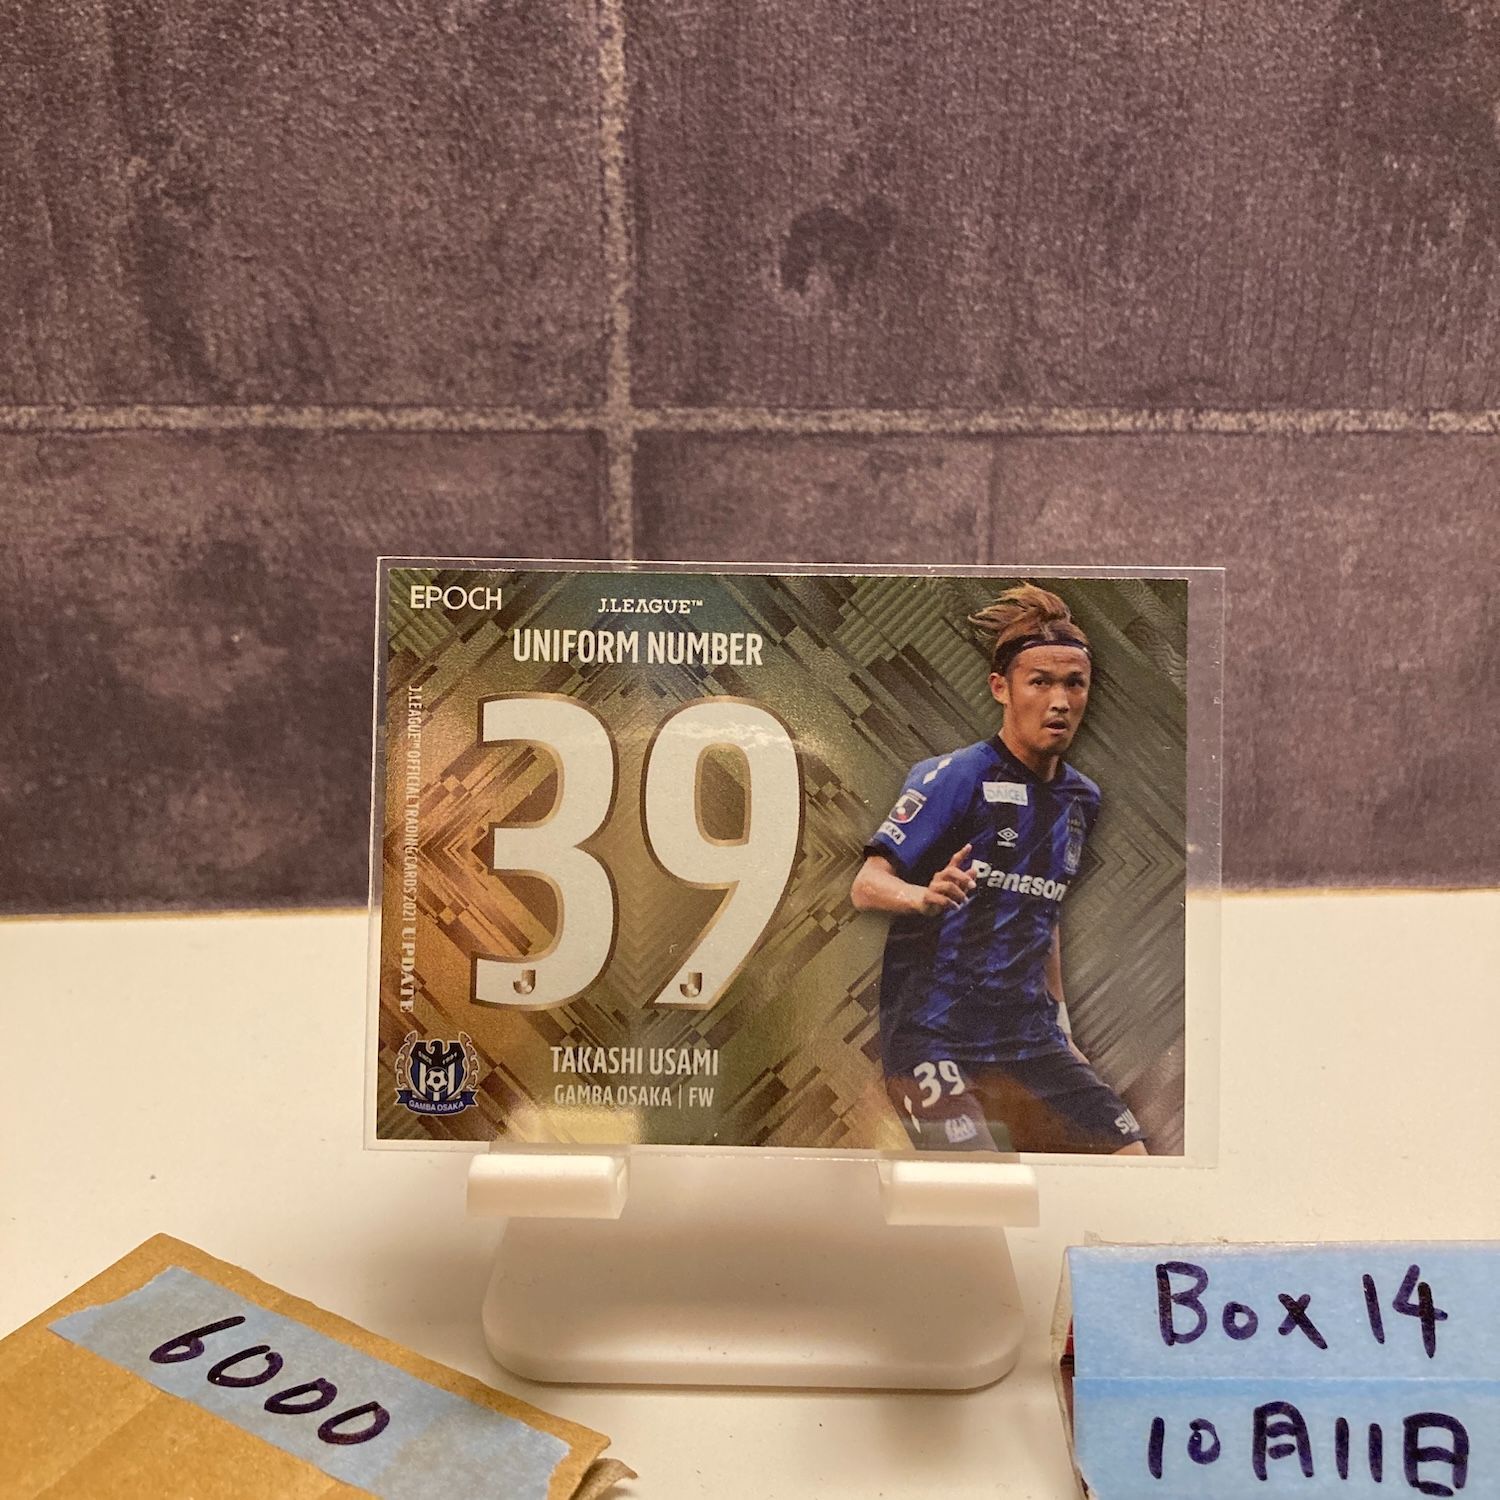 EPOCH
J.LEAGUE™
UNIFORM NUMBER
39
J.LEAGUE™ OFFICIAL TRADING CARDS 2021 UPDATE
TAKASHI USAMI
GAMBA OSAKA | FW
GAMBA OSAKA
DAICEL
Panasonic
39
6000
Box 14
10月11日